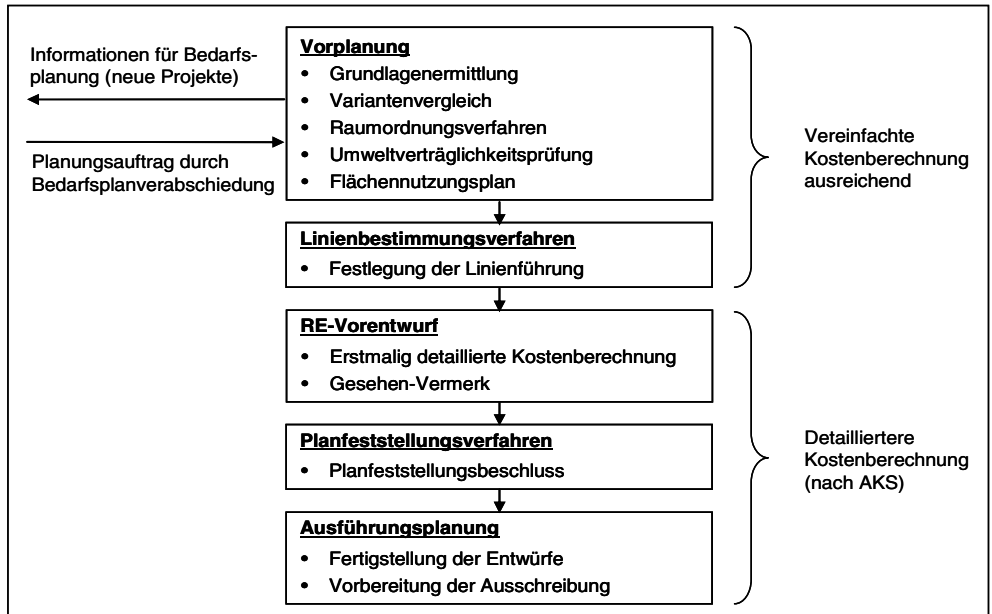 Informationen für Bedarfs-
planung (neue Projekte)
Planungsauftrag durch
Bedarfsplanverabschiedung
Vorplanung
• Grundlagenermittlung
• Variantenvergleich
• Raumordnungsverfahren
• Umweltverträglichkeitsprüfung
• Flächennutzungsplan
Linienbestimmungsverfahren
• Festlegung der Linienführung
Vereinfachte
Kostenberechnung
ausreichend
RE-Vorentwurf
• Erstmalig detaillierte Kostenberechnung
• Gesehen-Vermerk
Planfeststellungsverfahren
• Planfeststellungsbeschluss
Ausführungsplanung
• Fertigstellung der Entwürfe
• Vorbereitung der Ausschreibung
Detailliertere
Kostenberechnung
(nach AKS)